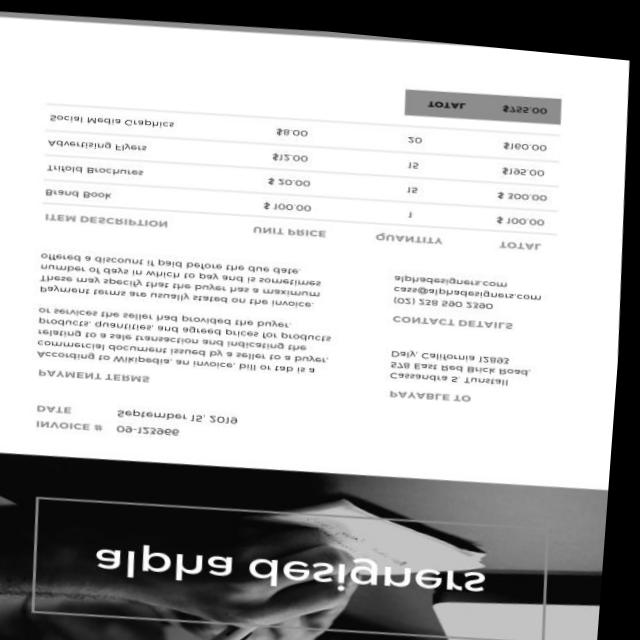 alpha designers
INVOICE # 09-123966
DATE September 15, 2019
PAYMENT TERMS
According to Wikipedia, an invoice, bill or tab is a
commercial document issued by a seller to a buyer,
relating to a sale transaction and indicating the
products, quantities, and agreed prices for products
or services the seller had provided the buyer.
Payment terms are usually stated on the invoice.
These may specify that the buyer has a maximum
number of days in which to pay and is sometimes
offered a discount if paid before the due date.
PAYABLE TO
Cassandra S. Tunstall
578 East Red Brick Road,
Daly, California 12893
CONTACT DETAILS
(02) 238 590 2390
cass@alphadesigners.com
alphadesigners.com
ITEM DESCRIPTION UNIT PRICE QUANTITY TOTAL
Brand Book $ 100.00 1 $ 100.00
Trifold Brochures $ 20.00 15 $ 300.00
Advertising Flyers $13.00 15 $195.00
Social Media Graphics $8.00 20 $160.00
TOTAL $755.00